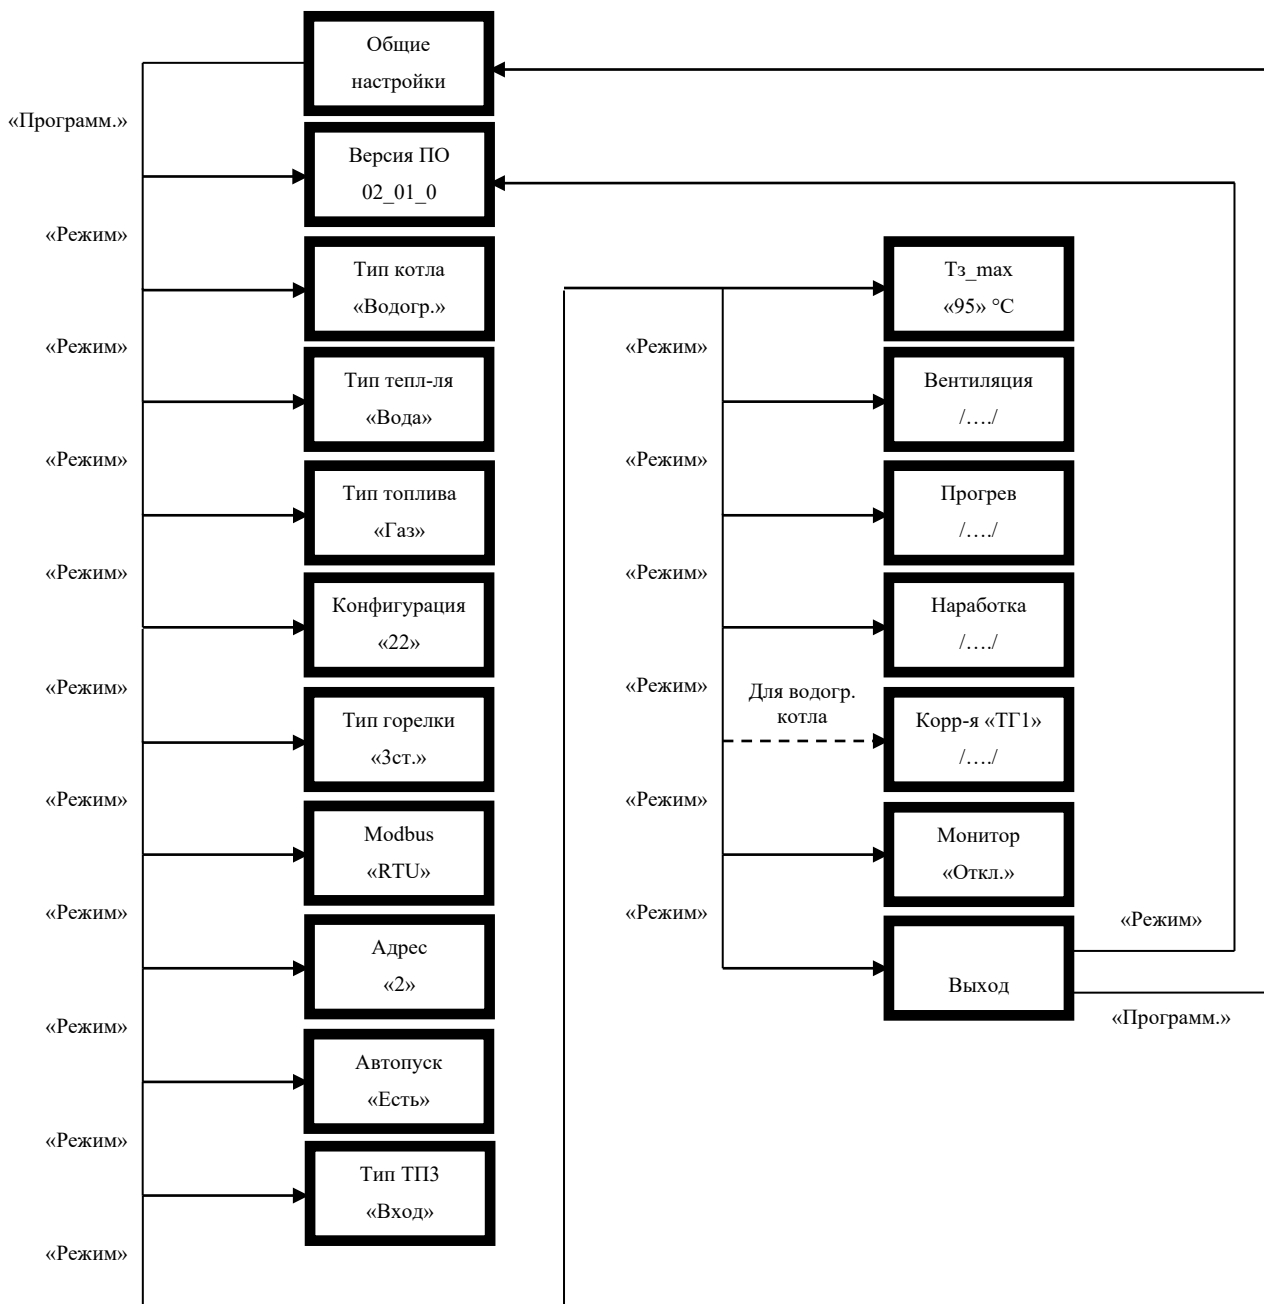 Общие
настройки
«Программ.»
Версия ПО
02_01_0
«Режим»
Тип котла
«Водогр.»
«Режим»
Тип тепл-ля
«Вода»
«Режим»
Тип топлива
«Газ»
«Режим»
Конфигурация
«22»
«Режим»
Тип горелки
«3ст.»
«Режим»
Modbus
«RTU»
«Режим»
Адрес
«2»
«Режим»
Автопуск
«Есть»
«Режим»
Тип ТП3
«Вход»
«Режим»
Тз_max
«95» °С
«Режим»
Вентиляция
/…./
«Режим»
Прогрев
/…./
«Режим»
Наработка
/…./
«Режим»
Для водогр.
котла
Корр-я «ТГ1»
/…./
«Режим»
Монитор
«Откл.»
«Режим»
Выход
«Режим»
«Программ.»